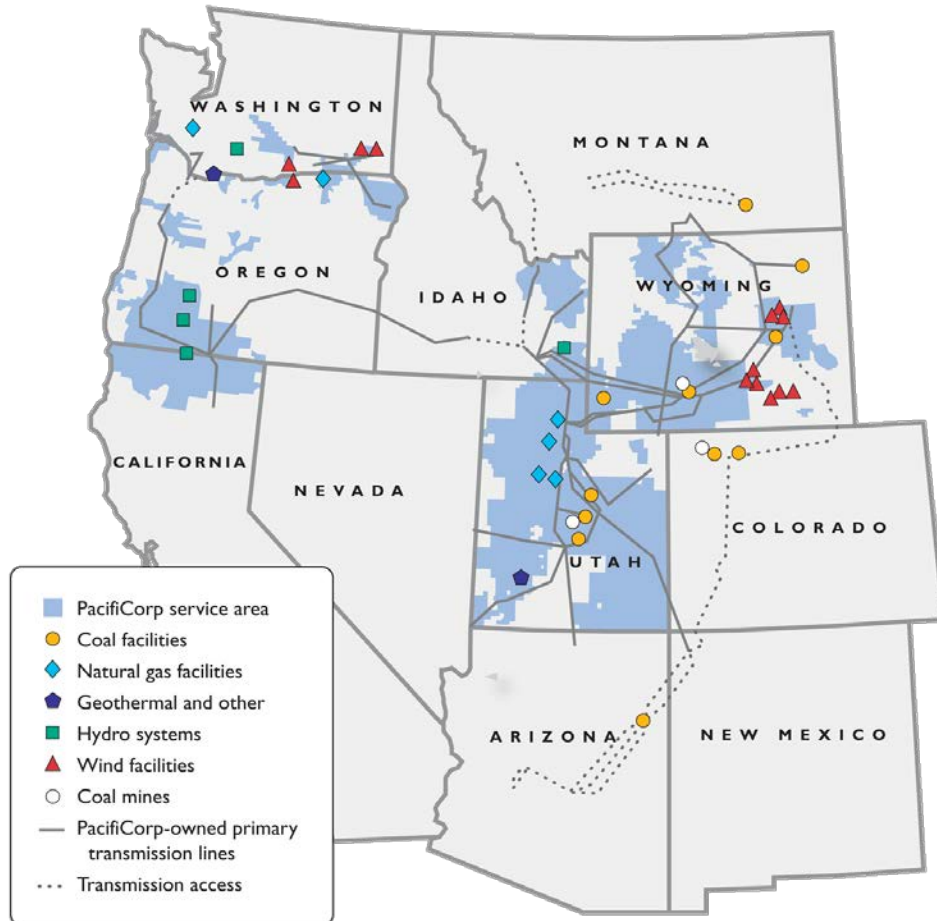 WASHINGTON
MONTANA
OREGON
IDAHO
WYOMING
CALIFORNIA
NEVADA
UTAH
COLORADO
ARIZONA
NEW MEXICO
PacifiCorp service area
Coal facilities
Natural gas facilities
Geothermal and other
Hydro systems
Wind facilities
Coal mines
PacifiCorp-owned primary
transmission lines
Transmission access